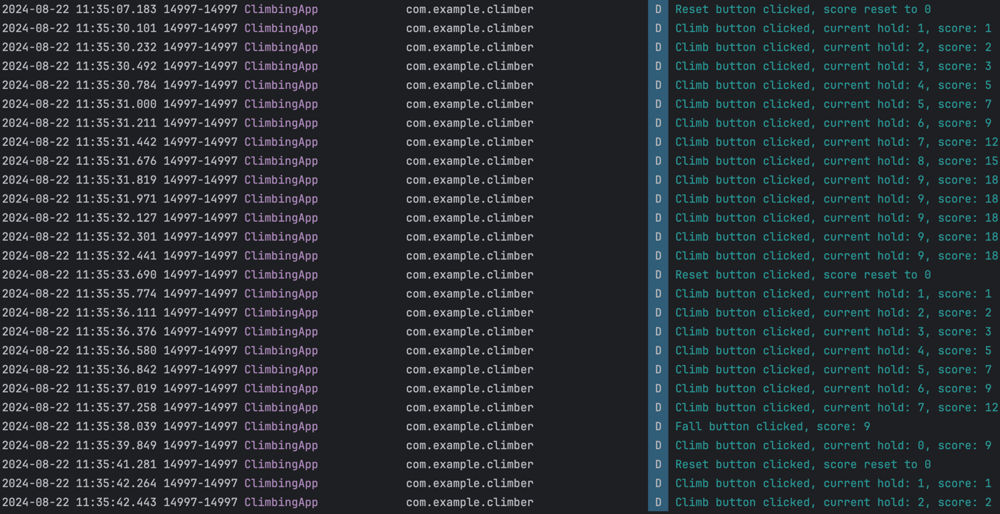 2024-08-22 11:35:07.183 14997-14997 ClimbingApp com.example.climber D Reset button clicked, score reset to 0
2024-08-22 11:35:30.101 14997-14997 ClimbingApp com.example.climber D Climb button clicked, current hold: 1, score: 1
2024-08-22 11:35:30.232 14997-14997 ClimbingApp com.example.climber D Climb button clicked, current hold: 2, score: 2
2024-08-22 11:35:30.492 14997-14997 ClimbingApp com.example.climber D Climb button clicked, current hold: 3, score: 3
2024-08-22 11:35:30.784 14997-14997 ClimbingApp com.example.climber D Climb button clicked, current hold: 4, score: 5
2024-08-22 11:35:31.000 14997-14997 ClimbingApp com.example.climber D Climb button clicked, current hold: 5, score: 7
2024-08-22 11:35:31.211 14997-14997 ClimbingApp com.example.climber D Climb button clicked, current hold: 6, score: 9
2024-08-22 11:35:31.442 14997-14997 ClimbingApp com.example.climber D Climb button clicked, current hold: 7, score: 12
2024-08-22 11:35:31.676 14997-14997 ClimbingApp com.example.climber D Climb button clicked, current hold: 8, score: 15
2024-08-22 11:35:31.819 14997-14997 ClimbingApp com.example.climber D Climb button clicked, current hold: 9, score: 18
2024-08-22 11:35:31.971 14997-14997 ClimbingApp com.example.climber D Climb button clicked, current hold: 9, score: 18
2024-08-22 11:35:32.127 14997-14997 ClimbingApp com.example.climber D Climb button clicked, current hold: 9, score: 18
2024-08-22 11:35:32.301 14997-14997 ClimbingApp com.example.climber D Climb button clicked, current hold: 9, score: 18
2024-08-22 11:35:32.441 14997-14997 ClimbingApp com.example.climber D Climb button clicked, current hold: 9, score: 18
2024-08-22 11:35:33.690 14997-14997 ClimbingApp com.example.climber D Reset button clicked, score reset to 0
2024-08-22 11:35:35.774 14997-14997 ClimbingApp com.example.climber D Climb button clicked, current hold: 1, score: 1
2024-08-22 11:35:36.111 14997-14997 ClimbingApp com.example.climber D Climb button clicked, current hold: 2, score: 2
2024-08-22 11:35:36.376 14997-14997 ClimbingApp com.example.climber D Climb button clicked, current hold: 3, score: 3
2024-08-22 11:35:36.580 14997-14997 ClimbingApp com.example.climber D Climb button clicked, current hold: 4, score: 5
2024-08-22 11:35:36.842 14997-14997 ClimbingApp com.example.climber D Climb button clicked, current hold: 5, score: 7
2024-08-22 11:35:37.019 14997-14997 ClimbingApp com.example.climber D Climb button clicked, current hold: 6, score: 9
2024-08-22 11:35:37.258 14997-14997 ClimbingApp com.example.climber D Climb button clicked, current hold: 7, score: 12
2024-08-22 11:35:38.039 14997-14997 ClimbingApp com.example.climber D Fall button clicked, score: 9
2024-08-22 11:35:39.849 14997-14997 ClimbingApp com.example.climber D Climb button clicked, current hold: 0, score: 9
2024-08-22 11:35:41.281 14997-14997 ClimbingApp com.example.climber D Reset button clicked, score reset to 0
2024-08-22 11:35:42.264 14997-14997 ClimbingApp com.example.climber D Climb button clicked, current hold: 1, score: 1
2024-08-22 11:35:42.443 14997-14997 ClimbingApp com.example.climber D Climb button clicked, current hold: 2, score: 2